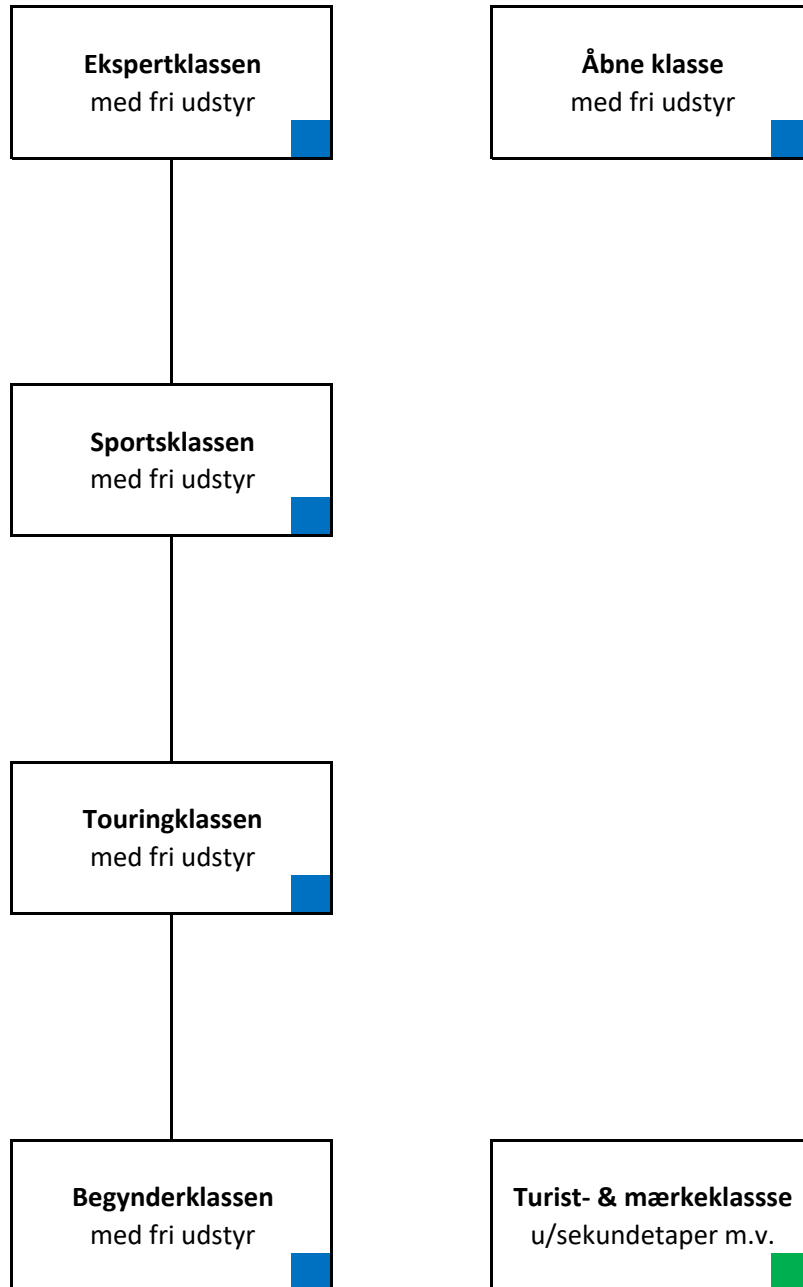 Ekspertklassen
med fri udstyr
Åbne klasse
med fri udstyr
Sportsklassen
med fri udstyr
Touringklassen
med fri udstyr
Begynderklassen
med fri udstyr
Turist- & mærkeklassse
u/sekundetaper m.v.